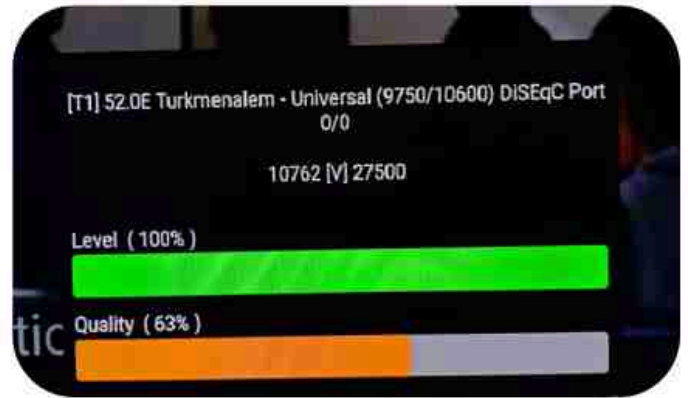 [T1] 52.0E Turkmenalem - Universal (9750/10600) DiSEqC Port
0/0
10762 [V] 27500
Level ( 100% )
tic
Quality ( 63% )